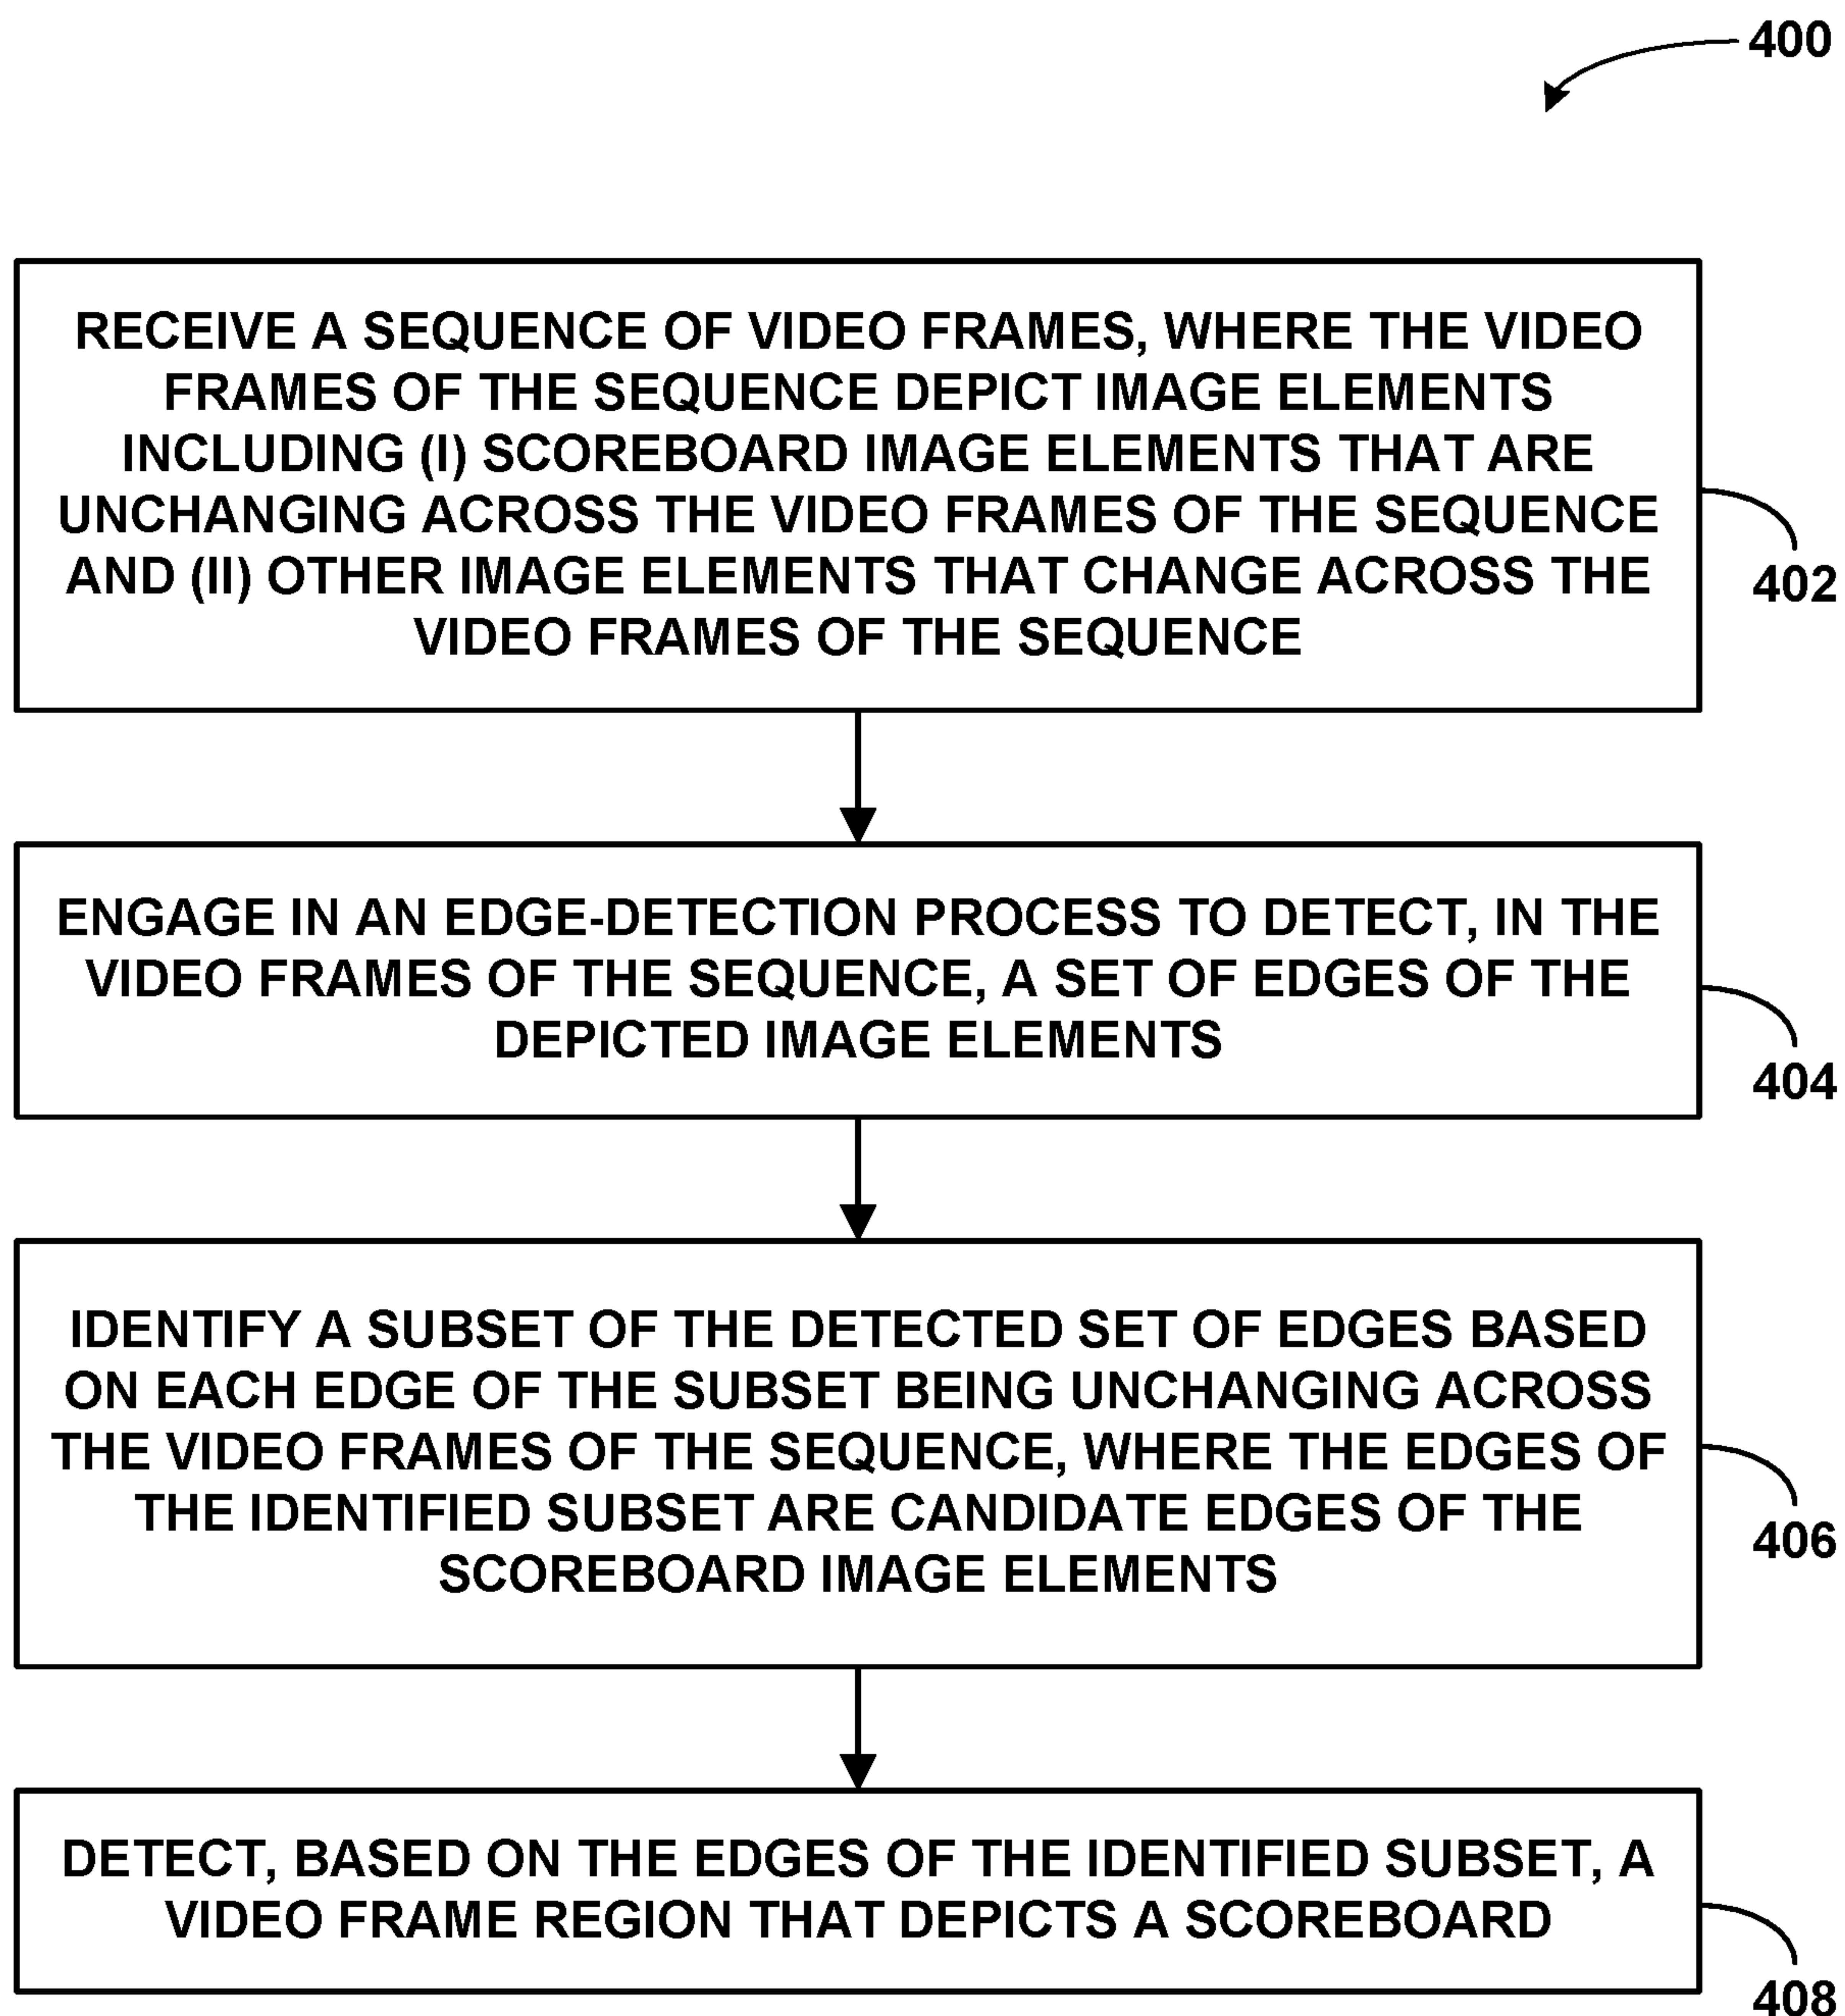 400
RECEIVE A SEQUENCE OF VIDEO FRAMES, WHERE THE VIDEO
FRAMES OF THE SEQUENCE DEPICT IMAGE ELEMENTS
INCLUDING (I) SCOREBOARD IMAGE ELEMENTS THAT ARE
UNCHANGING ACROSS THE VIDEO FRAMES OF THE SEQUENCE
AND (II) OTHER IMAGE ELEMENTS THAT CHANGE ACROSS THE
VIDEO FRAMES OF THE SEQUENCE
402
ENGAGE IN AN EDGE-DETECTION PROCESS TO DETECT, IN THE
VIDEO FRAMES OF THE SEQUENCE, A SET OF EDGES OF THE
DEPICTED IMAGE ELEMENTS
404
IDENTIFY A SUBSET OF THE DETECTED SET OF EDGES BASED
ON EACH EDGE OF THE SUBSET BEING UNCHANGING ACROSS
THE VIDEO FRAMES OF THE SEQUENCE, WHERE THE EDGES OF
THE IDENTIFIED SUBSET ARE CANDIDATE EDGES OF THE
SCOREBOARD IMAGE ELEMENTS
406
DETECT, BASED ON THE EDGES OF THE IDENTIFIED SUBSET, A
VIDEO FRAME REGION THAT DEPICTS A SCOREBOARD
408